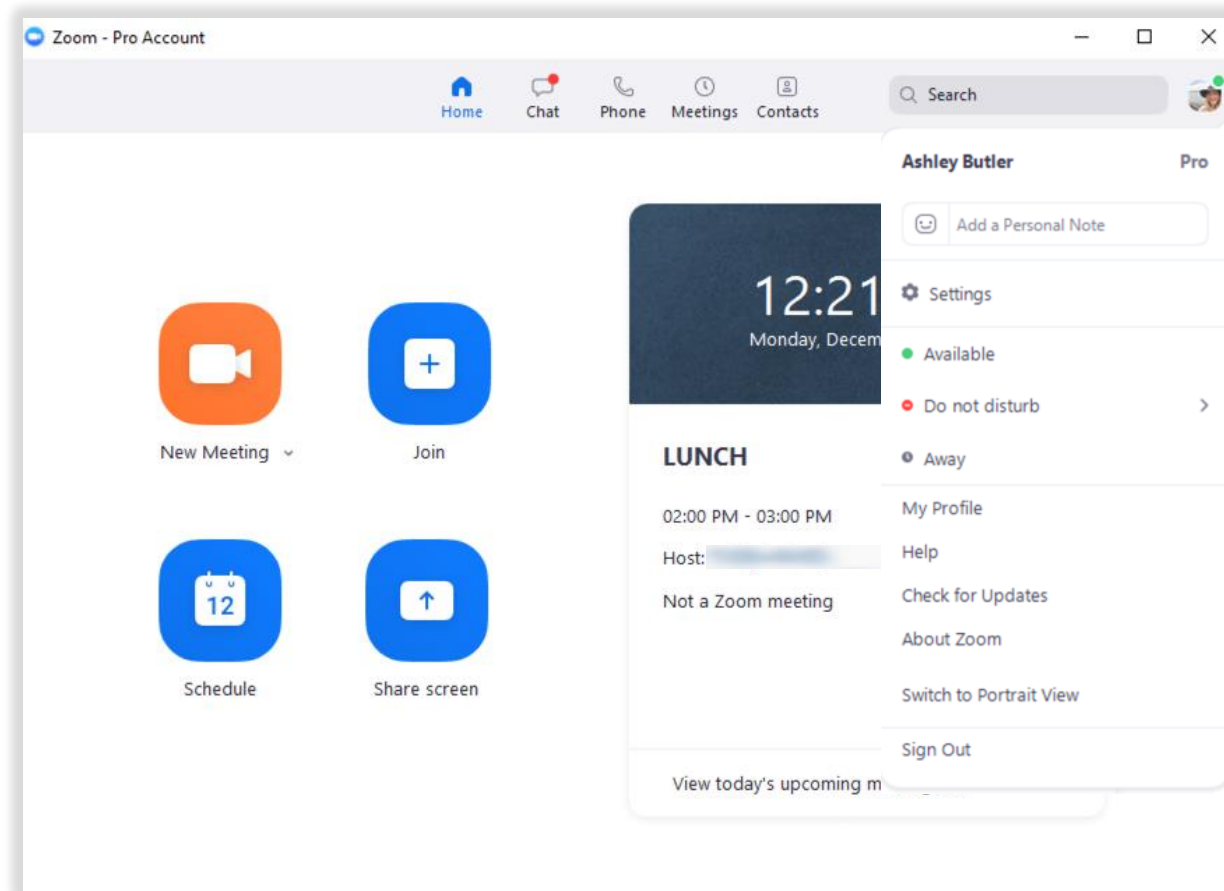 Zoom - Pro Account
Home
Chat
Phone
Meetings
Contacts
Search
Ashley Butler Pro
Add a Personal Note
Settings
Available
Do not disturb
Away
My Profile
Help
Check for Updates
About Zoom
Switch to Portrait View
Sign Out
New Meeting
Join
12
Schedule
Share screen
12:21
Monday, Decem
LUNCH
02:00 PM - 03:00 PM
Host:
Not a Zoom meeting
View today's upcoming m